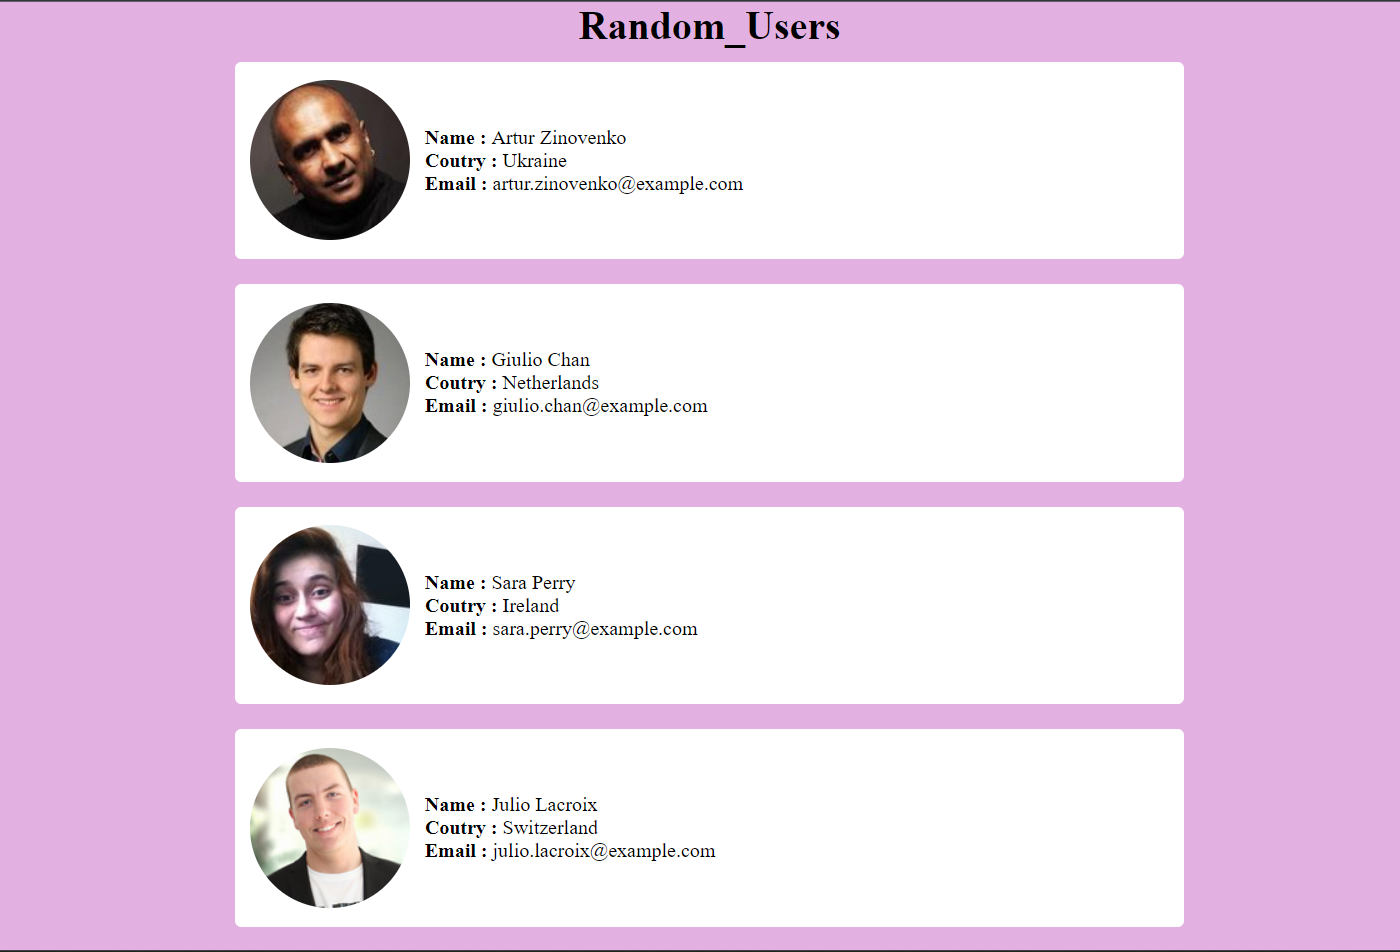 Random_Users
Name : Artur Zinovenko
Coutry : Ukraine
Email : artur.zinovenko@example.com
Name : Giulio Chan
Coutry : Netherlands
Email : giulio.chan@example.com
Name : Sara Perry
Coutry : Ireland
Email : sara.perry@example.com
Name : Julio Lacroix
Coutry : Switzerland
Email : julio.lacroix@example.com